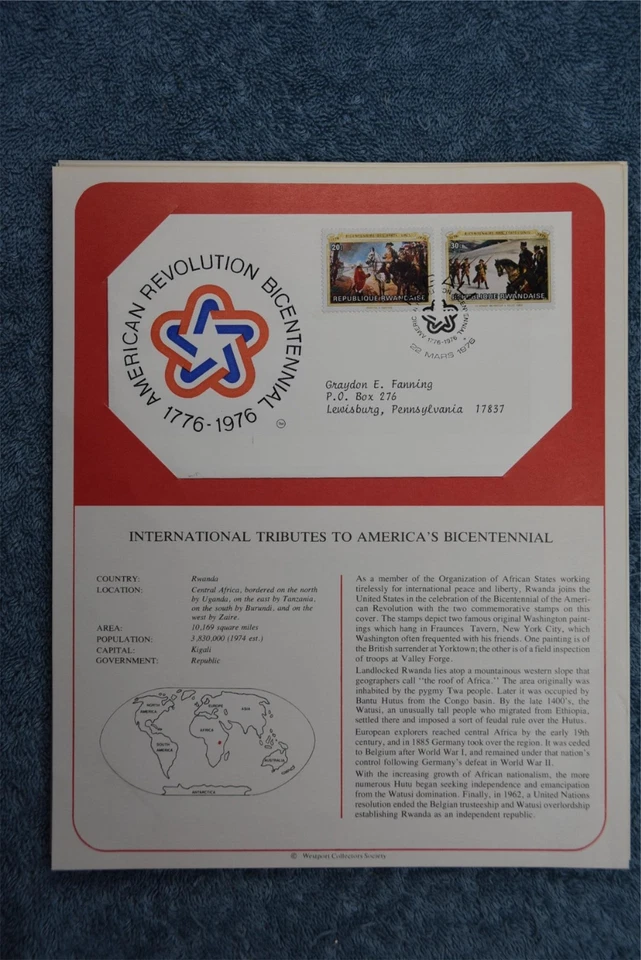 AMERICAN REVOLUTION BICENTENNIAL
1776-1976
20
REPUBLIQUE RWANDAISE
30
REPUBLIQUE RWANDAISE
1776-1976
22 MARS 1976
Graydon E. Fanning
P.O. Box 276
Lewisburg, Pennsylvania 17837
INTERNATIONAL TRIBUTES TO AMERICA'S BICENTENNIAL
COUNTRY: Rwanda
LOCATION: Central Africa, bordered on the north
by Uganda, on the east by Tanzania,
on the south by Burundi, and on the
west by Zaire.
AREA: 10,169 square miles
POPULATION: 3,830,000 (1974 est.)
CAPITAL: Kigali
GOVERNMENT: Republic
NORTH
AMERICA
EUROPE
ASIA
AFRICA
SOUTH
AMERICA
AUSTRALIA
ANTARCTICA
As a member of the Organization of African States working
tirelessly for international peace and liberty, Rwanda joins the
United States in the celebration of the Bicentennial of the Ameri-
can Revolution with the two commemorative stamps on this
cover. The stamps depict two famous original Washington paint-
ings which hang in Fraunces Tavern, New York City, which
Washington often frequented with his friends. One painting is of
the British surrender at Yorktown; the other is of a field inspection
of troops at Valley Forge.
Landlocked Rwanda lies atop a mountainous western slope that
geographers call "the roof of Africa." The area originally was
inhabited by the pygmy Twa people. Later it was occupied by
Bantu Hutus from the Congo basin. By the late 1400's, the
Watusi, an unusually tall people who migrated from Ethiopia,
settled there and imposed a sort of feudal rule over the Hutus.
European explorers reached central Africa by the early 19th
century, and in 1885 Germany took over the region. It was ceded
to Belgium after World War I, and remained under that nation's
control following Germany's defeat in World War II.
With the increasing growth of African nationalism, the more
numerous Hutu began seeking independence and emancipation
from the Watusi domination. Finally, in 1962, a United Nations
resolution ended the Belgian trusteeship and Watusi overlordship
establishing Rwanda as an independent republic.
© Westport Collectors Society